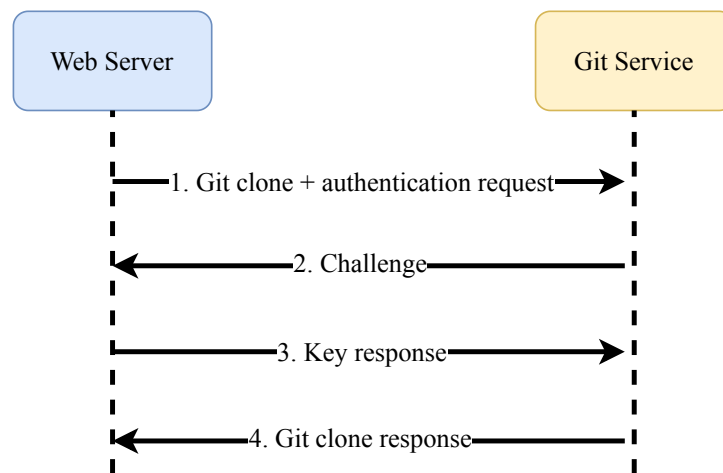 Web Server
Git Service
1. Git clone + authentication request
2. Challenge
3. Key response
4. Git clone response